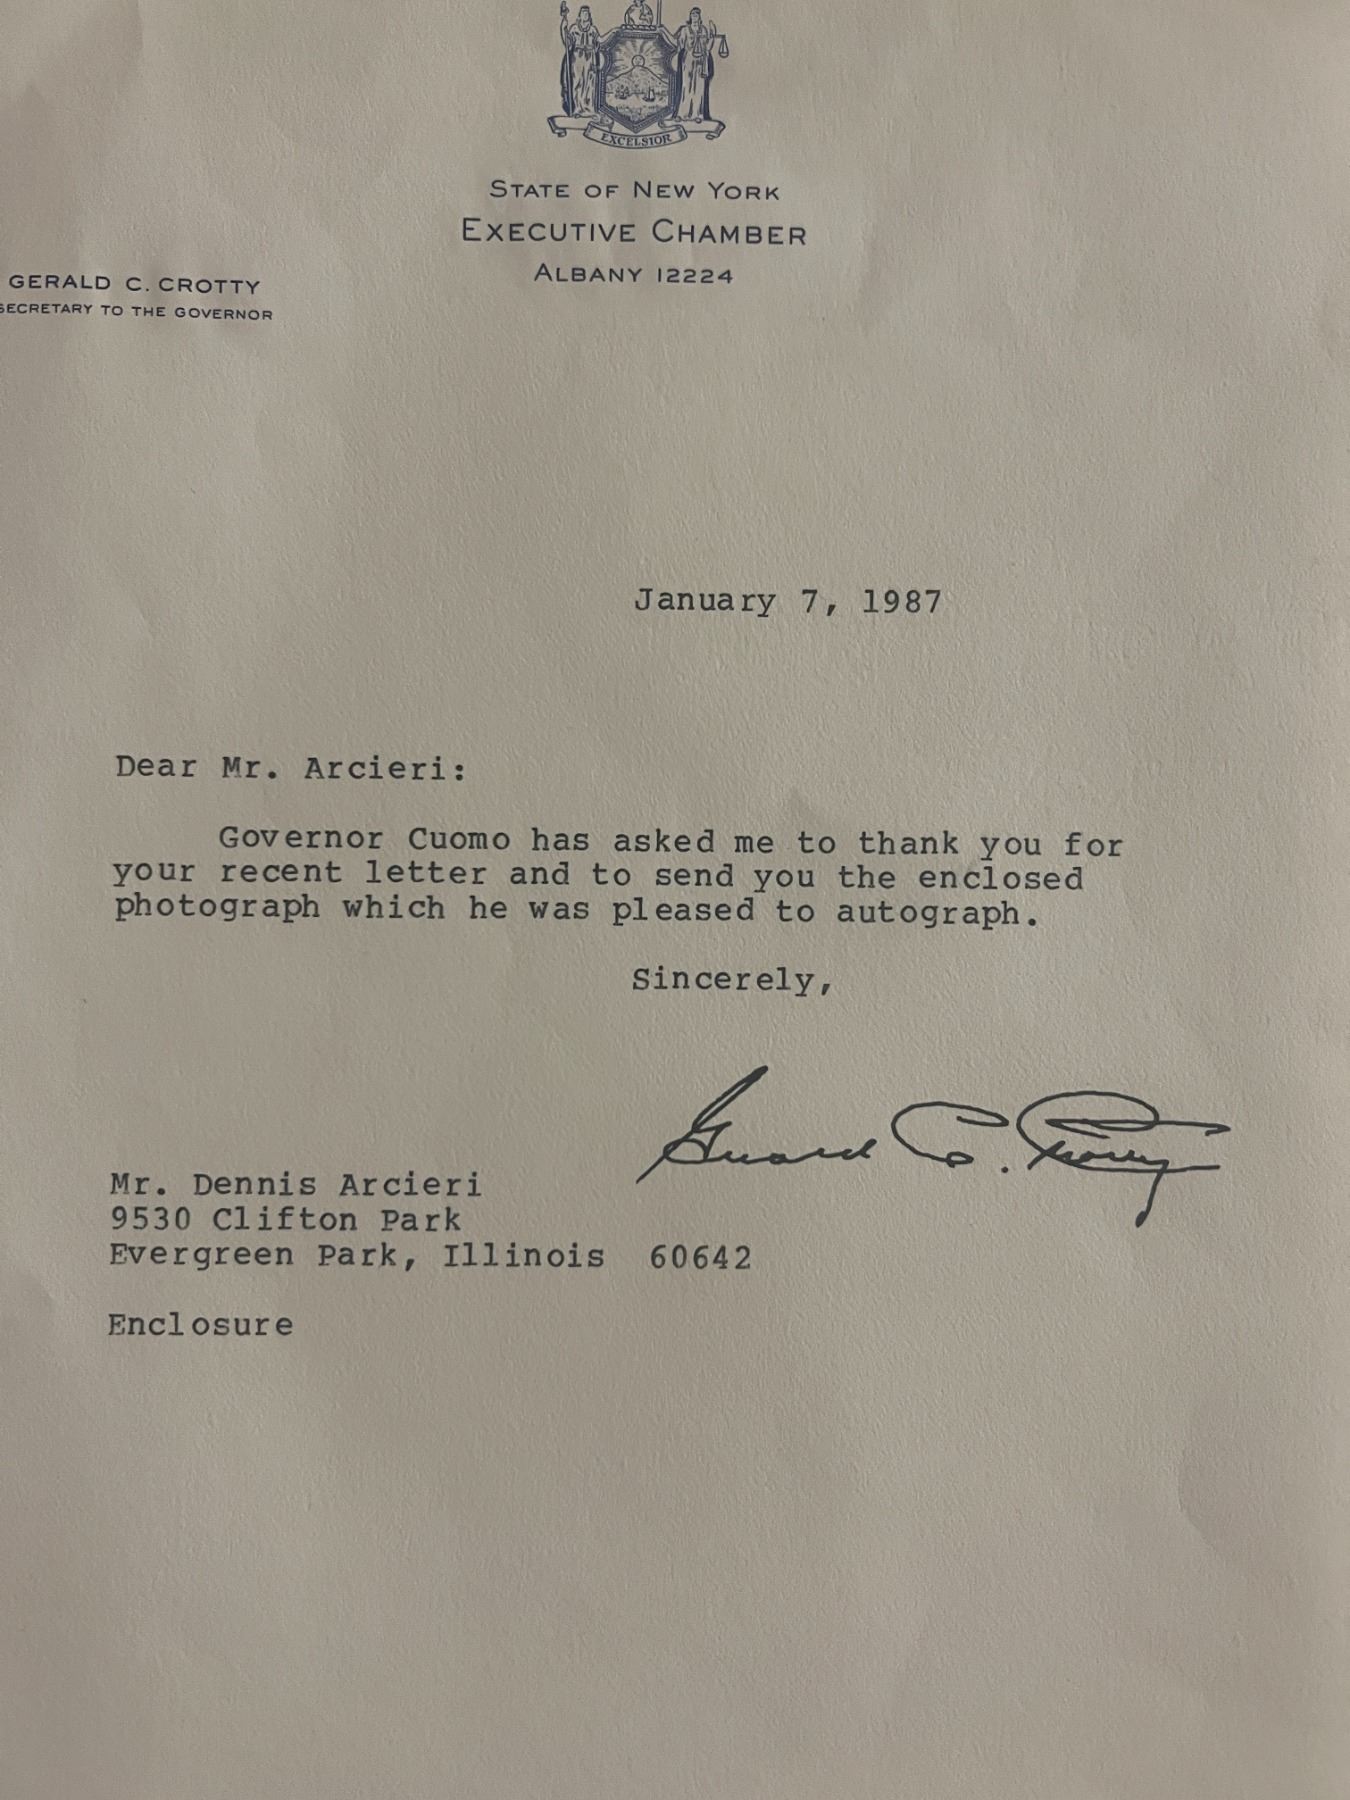 EXCELSIOR
STATE OF NEW YORK
EXECUTIVE CHAMBER
ALBANY 12224
GERALD C. CROTTY
SECRETARY TO THE GOVERNOR
January 7, 1987
Dear Mr. Arcieri:
Governor Cuomo has asked me to thank you for
your recent letter and to send you the enclosed
photograph which he was pleased to autograph.
Sincerely,
Gerard C. Crotty
Mr. Dennis Arcieri
9530 Clifton Park
Evergreen Park, Illinois 60642
Enclosure